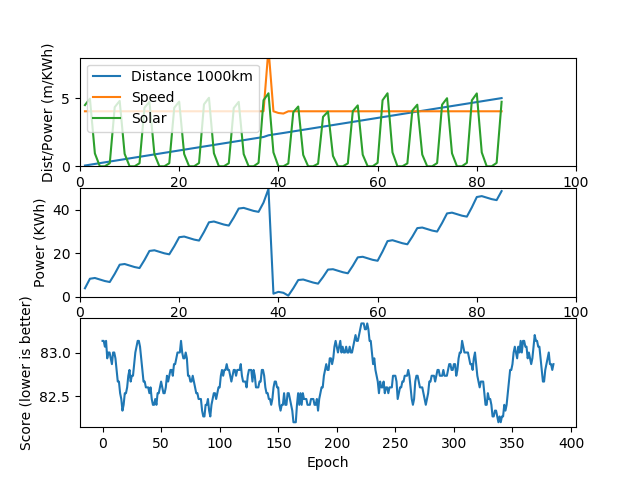 Dist/Power (m/KWh)
Distance 1000km
Speed
Solar
5
0
0 20 40 60 80 100
Power (KWh)
40
20
0
0 20 40 60 80 100
Score (lower is better)
83.0
82.5
0 50 100 150 200 250 300 350 400
Epoch